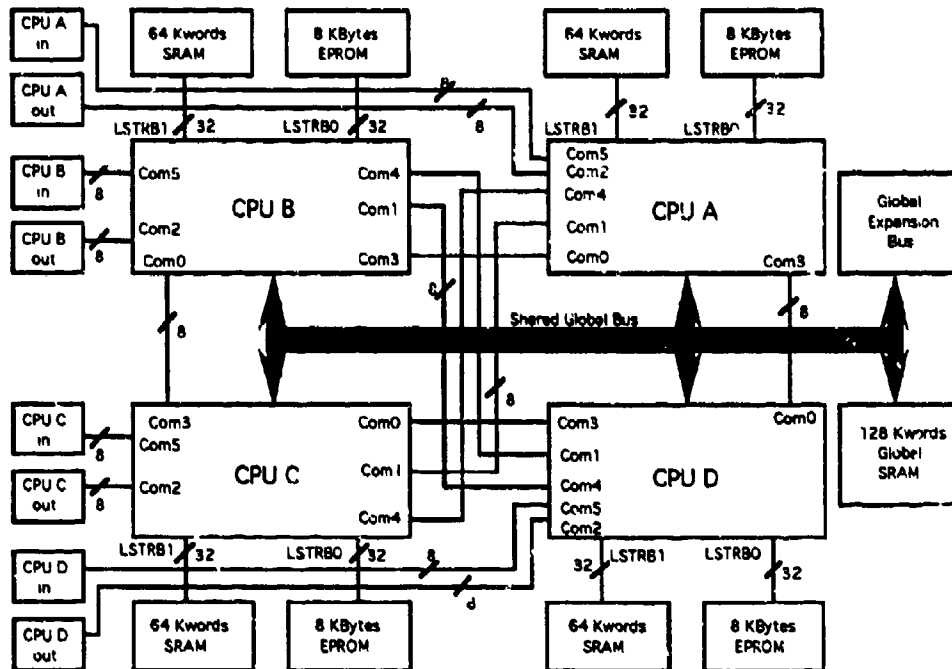 CPU A
in
64 Kwords
SRAM
8 KBytes
EPROM
64 Kwords
SRAM
8 KBytes
EPROM
CPU A
out
8
8
LSTRB1
32
LSTRB0
32
LSTRB1
32
32
CPU B
in
8
Com5
Com4
CPU B
Com1
Com2
Com3
Com0
CPU B
out
8
Com5
Com2
Com4
CPU A
Com1
Com0
Com3
Global
Expansion
Bus
8
8
8
Shared Global Bus
8
CPU C
in
8
Com3
Com5
Com0
CPU C
Com1
Com2
Com4
CPU C
out
8
Com3
Com0
Com1
CPU D
Com4
Com5
Com2
128 Kwords
Global
SRAM
LSTRB1
32
LSTRB0
32
8
32
LSTRB1
LSTRB0
32
CPU D
in
CPU D
out
64 Kwords
SRAM
8 KBytes
EPROM
64 Kwords
SRAM
8 KBytes
EPROM